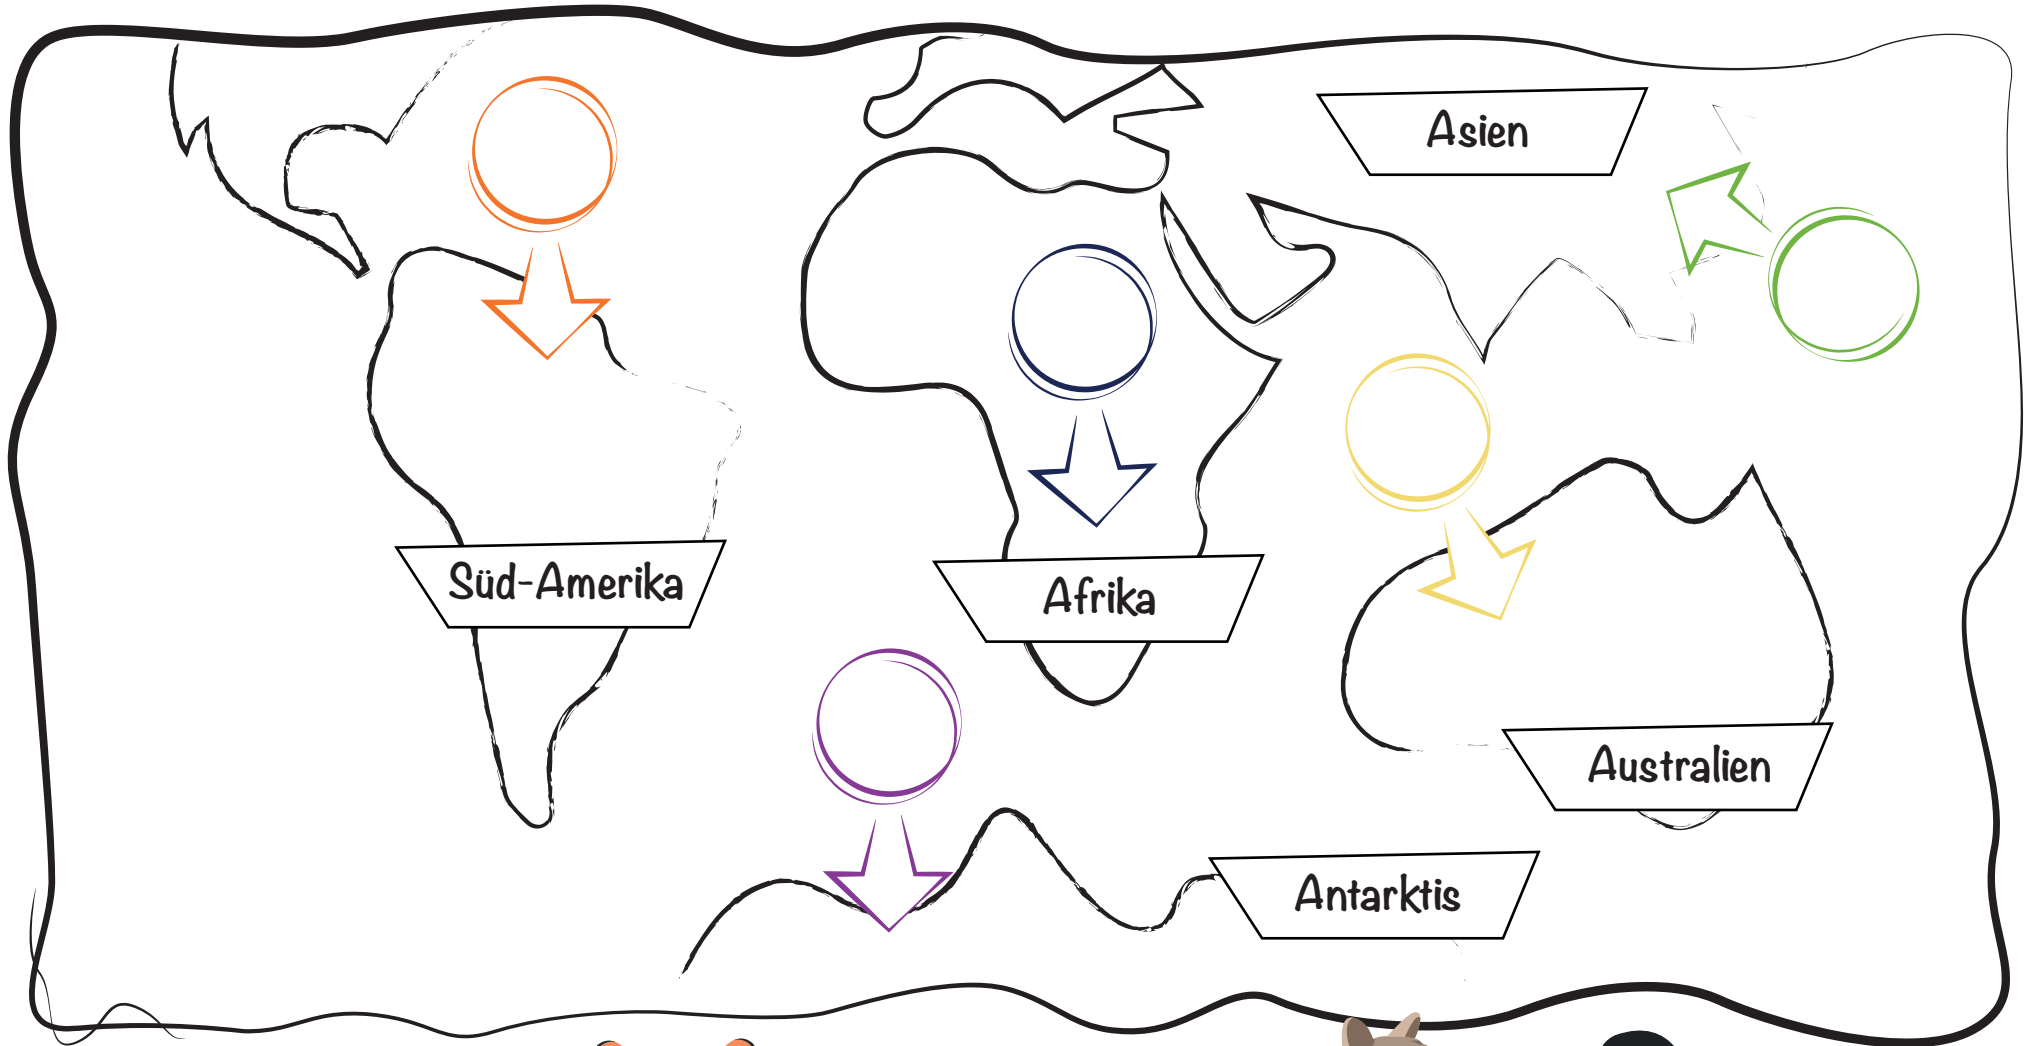 Asien
Süd-Amerika
Afrika
Australien
Antarktis